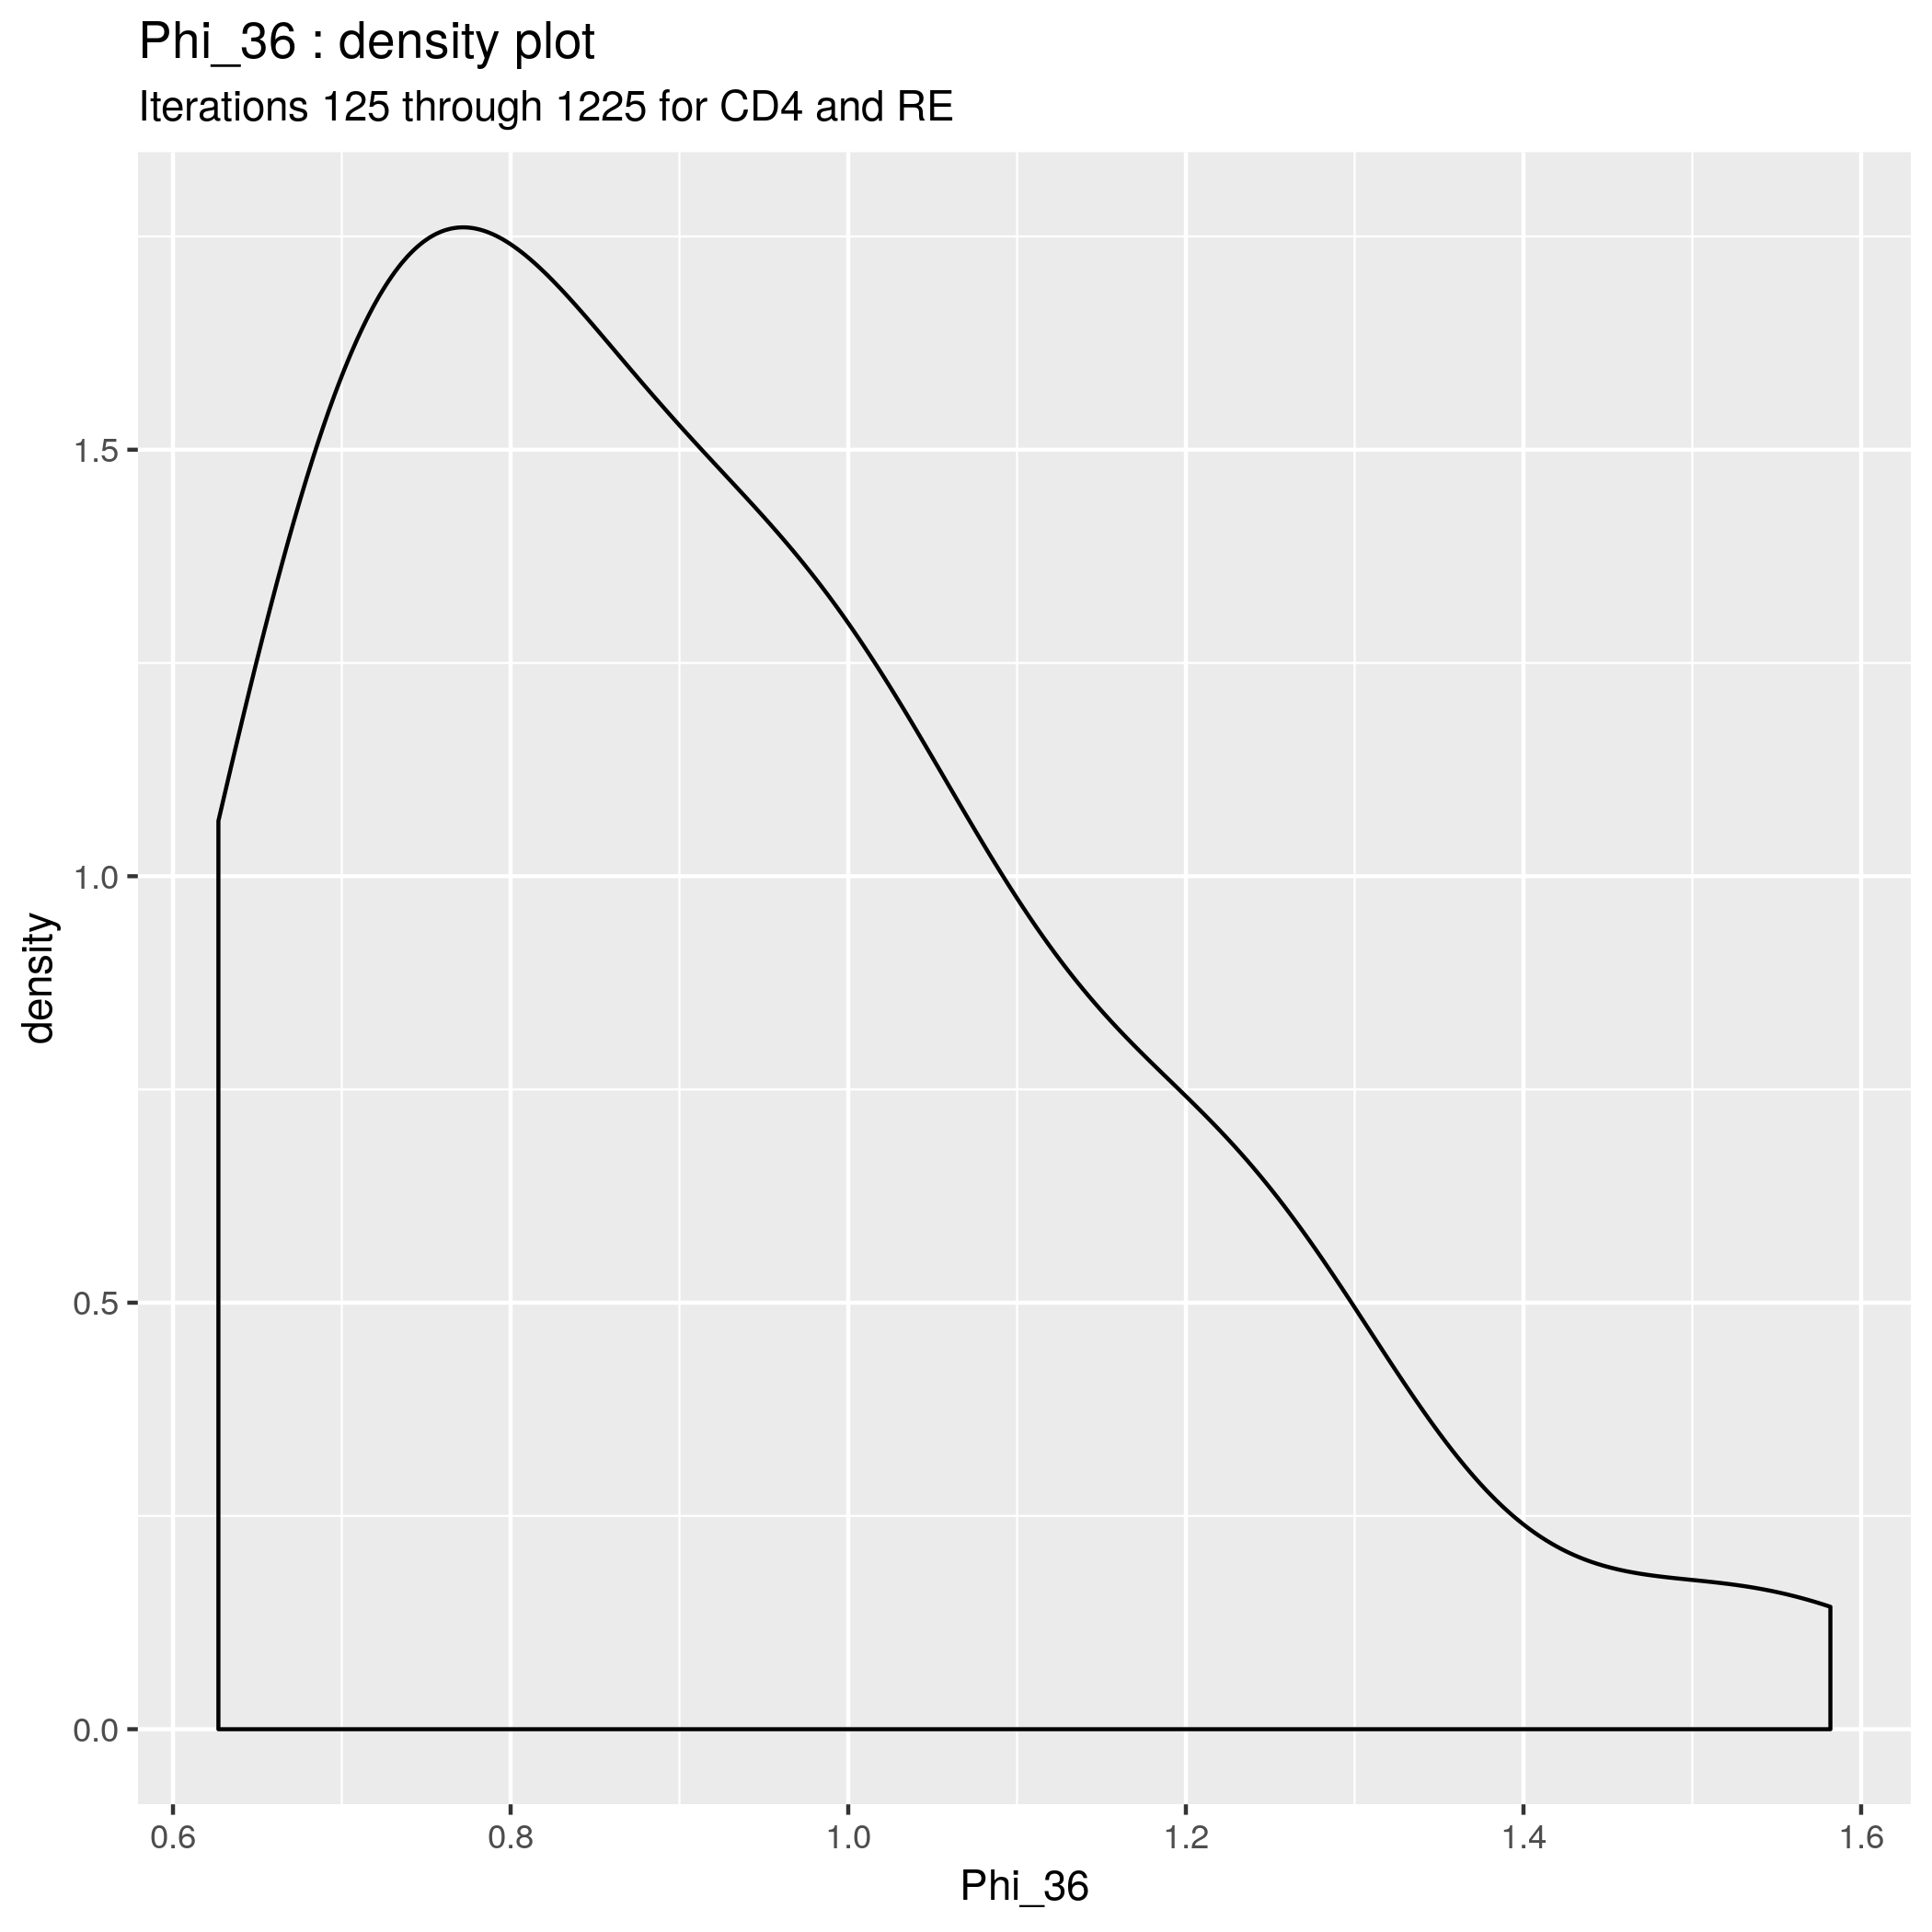 Phi_36 : density plot
Iterations 125 through 1225 for CD4 and RE
density
1.5
1.0
0.5
0.0
0.6 0.8 1.0 1.2 1.4 1.6
Phi_36